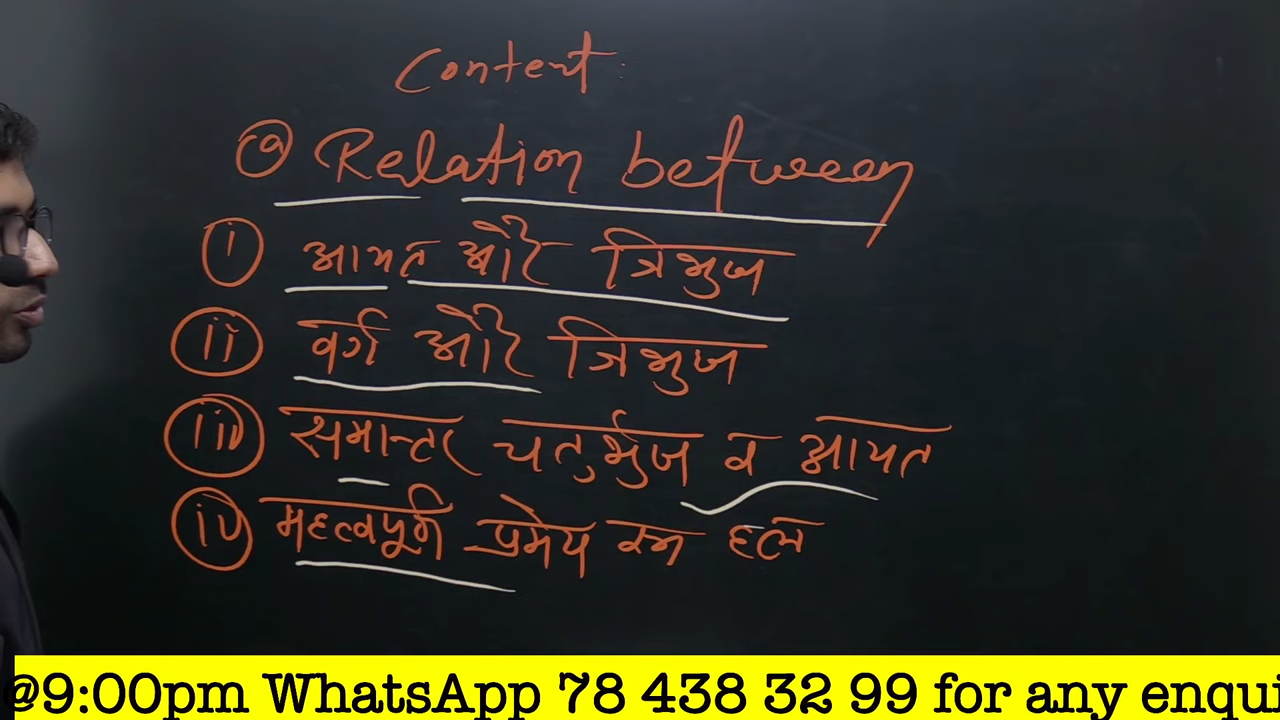 Content:
@ Relation between
(i) आयत और त्रिभुज
(ii) वर्ग और त्रिभुज
(iii) समान्टर चतुर्भुज व आयत
(iv) महत्वपूर्ण प्रमेय का हल
@9:00pm WhatsApp 78 438 32 99 for any enqui